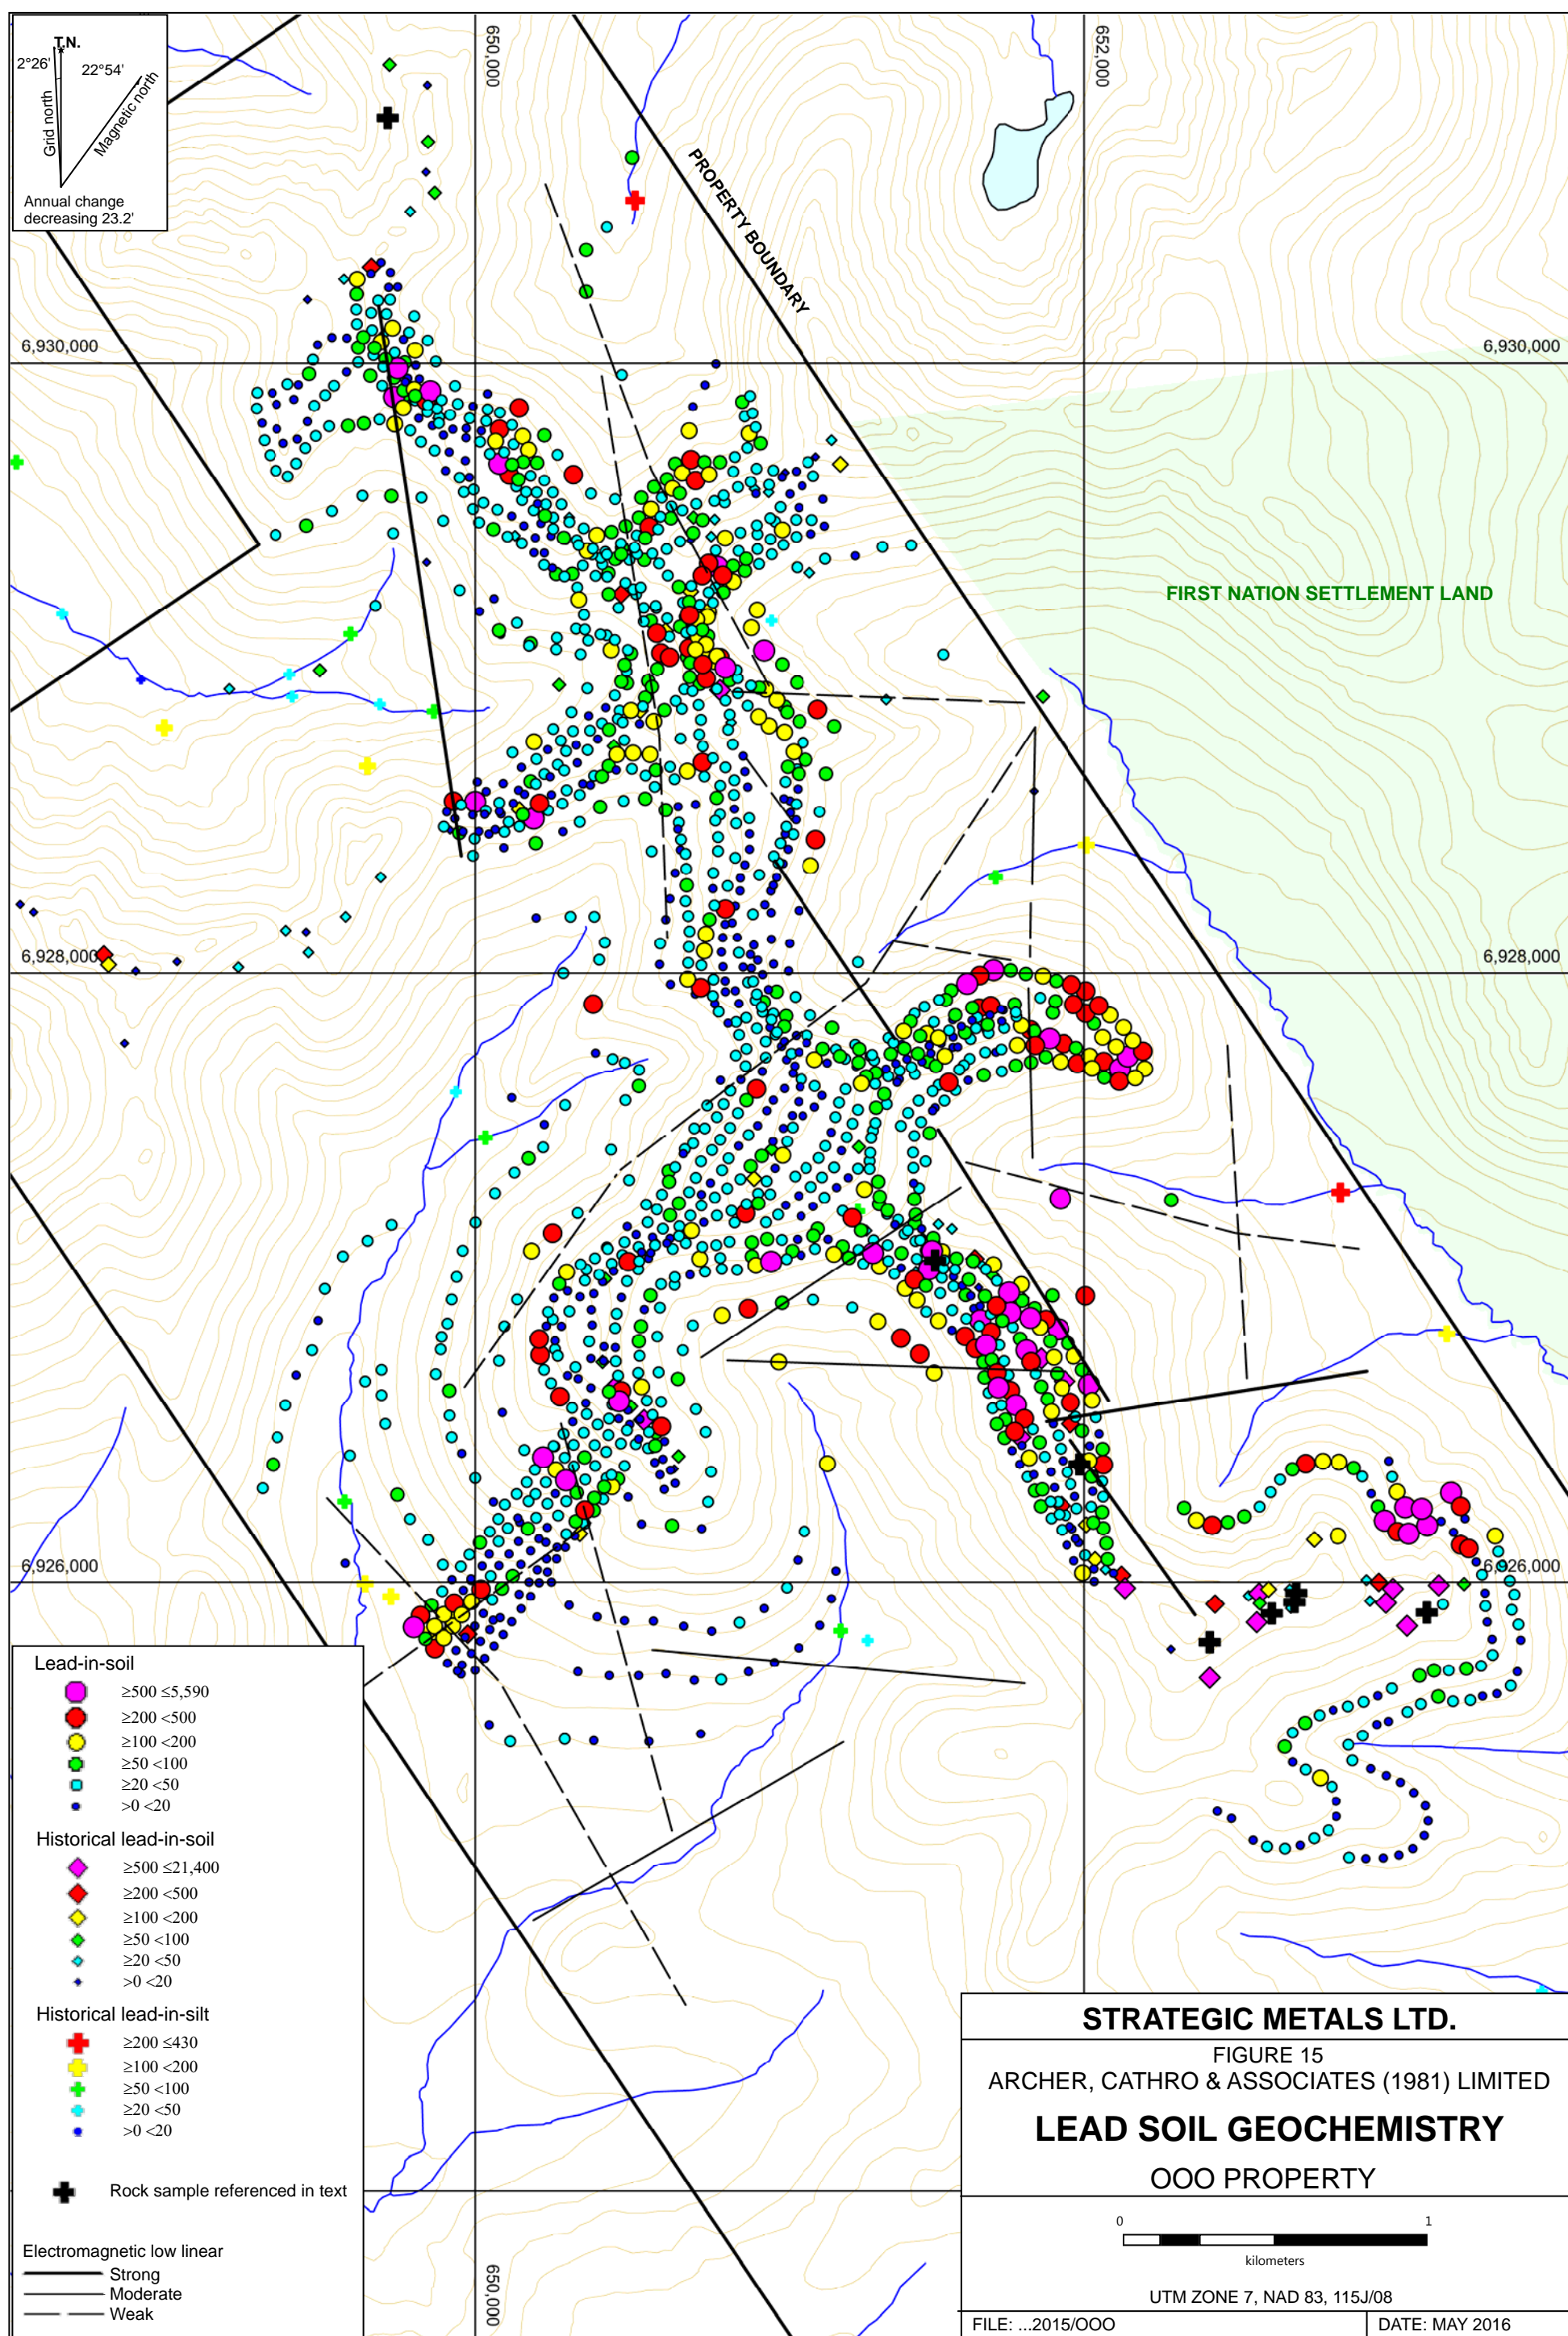 T.N.
2°26'
22°54'
Grid north
Magnetic north
Annual change
decreasing 23.2'
650,000
652,000
PROPERTY BOUNDARY
6,930,000
6,930,000
FIRST NATION SETTLEMENT LAND
6,928,000
6,928,000
6,926,000
6,926,000
Lead-in-soil
≥500 ≤5,590
≥200 <500
≥100 <200
≥50 <100
≥20 <50
>0 <20
Historical lead-in-soil
≥500 ≤21,400
≥200 <500
≥100 <200
≥50 <100
≥20 <50
>0 <20
Historical lead-in-silt
≥200 ≤430
≥100 <200
≥50 <100
≥20 <50
>0 <20
Rock sample referenced in text
Electromagnetic low linear
Strong
Moderate
Weak
650,000
STRATEGIC METALS LTD.
FIGURE 15
ARCHER, CATHRO & ASSOCIATES (1981) LIMITED
LEAD SOIL GEOCHEMISTRY
OOO PROPERTY
0 1
kilometers
UTM ZONE 7, NAD 83, 115J/08
FILE: ...2015/OOO
DATE: MAY 2016